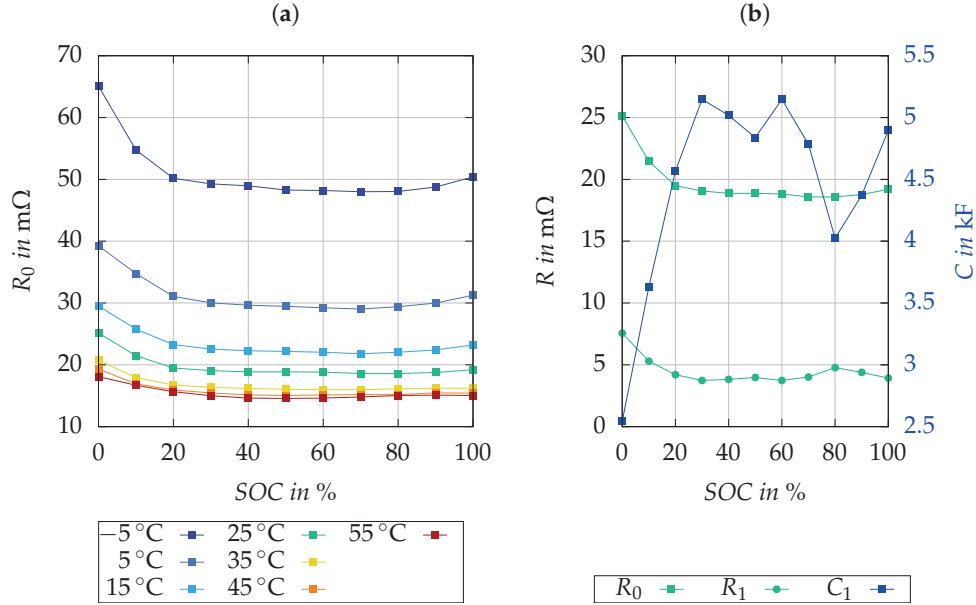 (a)
70
60
50
40
30
20
10
R₀ in mΩ
0 20 40 60 80 100
SOC in %
−5 °C 25 °C 55 °C
5 °C 35 °C
15 °C 45 °C
(b)
30
25
20
15
10
5
0
R in mΩ
5.5
5
4.5
4
3.5
3
2.5
C in kF
0 20 40 60 80 100
SOC in %
R₀ R₁ C₁